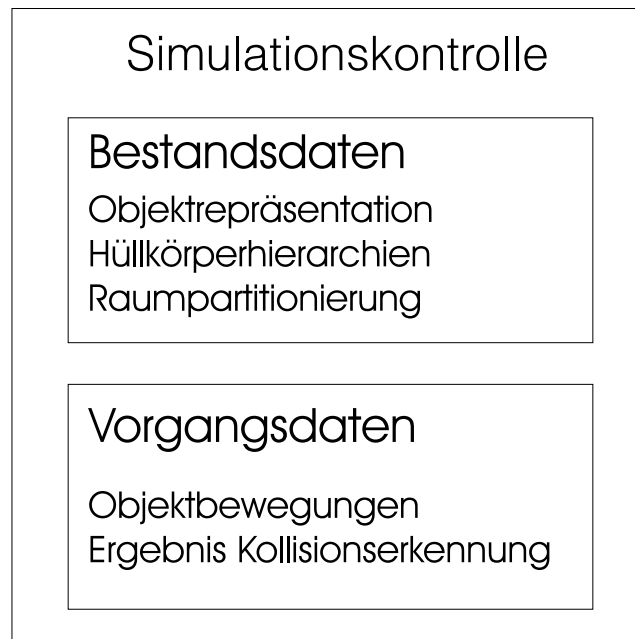 Simulationskontrolle
Bestandsdaten
Objektrepräsentation
Hüllkörperhierarchien
Raumpartitionierung
Vorgangsdaten
Objektbewegungen
Ergebnis Kollisionserkennung